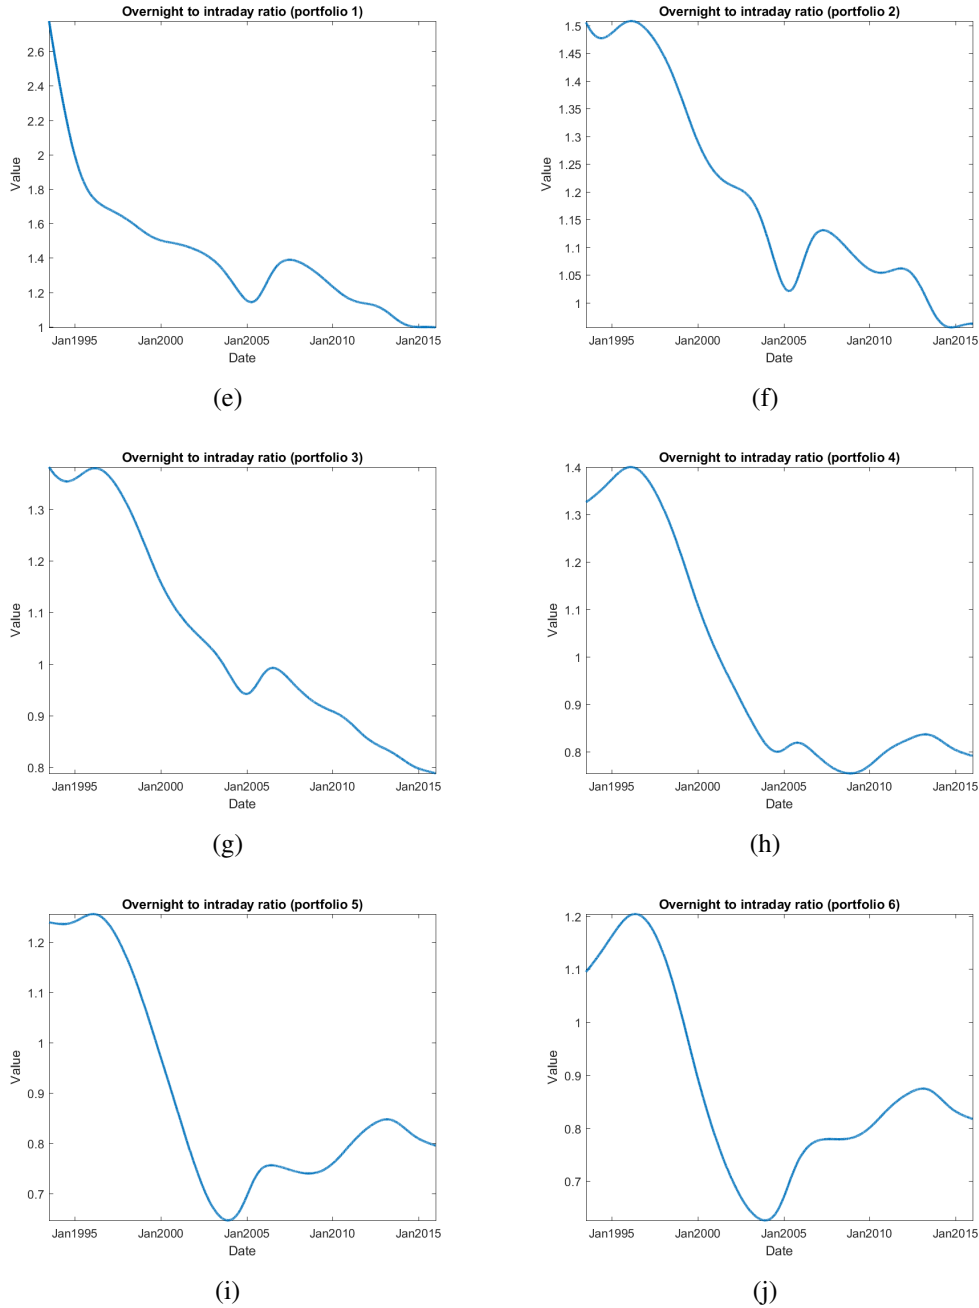 Overnight to intraday ratio (portfolio 1)
Value
2.6
2.4
2.2
2
1.8
1.6
1.4
1.2
1
Jan1995 Jan2000 Jan2005 Jan2010 Jan2015
Date
(e)
Overnight to intraday ratio (portfolio 2)
Value
1.5
1.45
1.4
1.35
1.3
1.25
1.2
1.15
1.1
1.05
1
Jan1995 Jan2000 Jan2005 Jan2010 Jan2015
Date
(f)
Overnight to intraday ratio (portfolio 3)
Value
1.3
1.2
1.1
1
0.9
0.8
Jan1995 Jan2000 Jan2005 Jan2010 Jan2015
Date
(g)
Overnight to intraday ratio (portfolio 4)
Value
1.4
1.3
1.2
1.1
1
0.9
0.8
Jan1995 Jan2000 Jan2005 Jan2010 Jan2015
Date
(h)
Overnight to intraday ratio (portfolio 5)
Value
1.2
1.1
1
0.9
0.8
0.7
Jan1995 Jan2000 Jan2005 Jan2010 Jan2015
Date
(i)
Overnight to intraday ratio (portfolio 6)
Value
1.2
1.1
1
0.9
0.8
0.7
Jan1995 Jan2000 Jan2005 Jan2010 Jan2015
Date
(j)